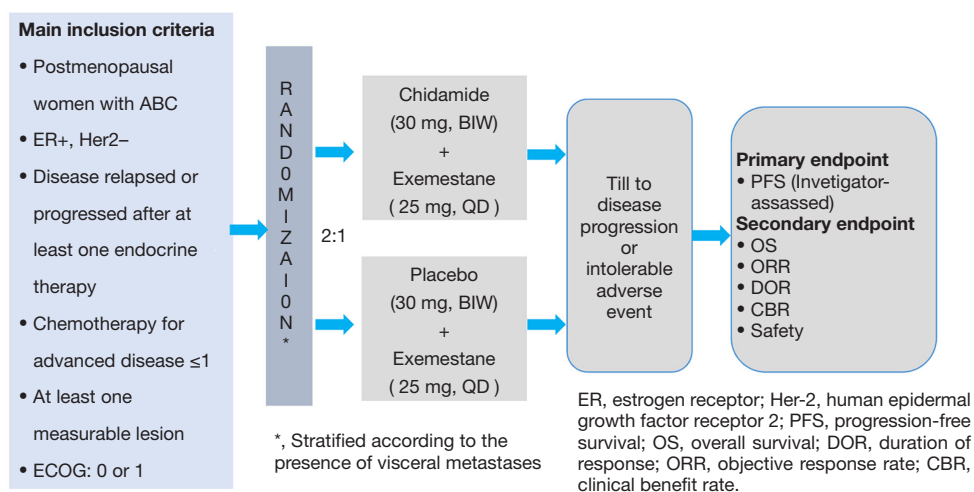 Main inclusion criteria
• Postmenopausal
women with ABC
• ER+, Her2–
• Disease relapsed or
progressed after at
least one endocrine
therapy
• Chemotherapy for
advanced disease ≤1
• At least one
measurable lesion
• ECOG: 0 or 1
R
A
N
D
0
M
I
Z
A
I
0
N
*
2:1
Chidamide
(30 mg, BIW)
+
Exemestane
( 25 mg, QD )
Placebo
(30 mg, BIW)
+
Exemestane
( 25 mg, QD )
Till to
disease
progression
or
intolerable
adverse
event
Primary endpoint
• PFS (Invetigator-
assassed)
Secondary endpoint
• OS
• ORR
• DOR
• CBR
• Safety
*, Stratified according to the
presence of visceral metastases
ER, estrogen receptor; Her-2, human epidermal
growth factor receptor 2; PFS, progression-free
survival; OS, overall survival; DOR, duration of
response; ORR, objective response rate; CBR,
clinical benefit rate.